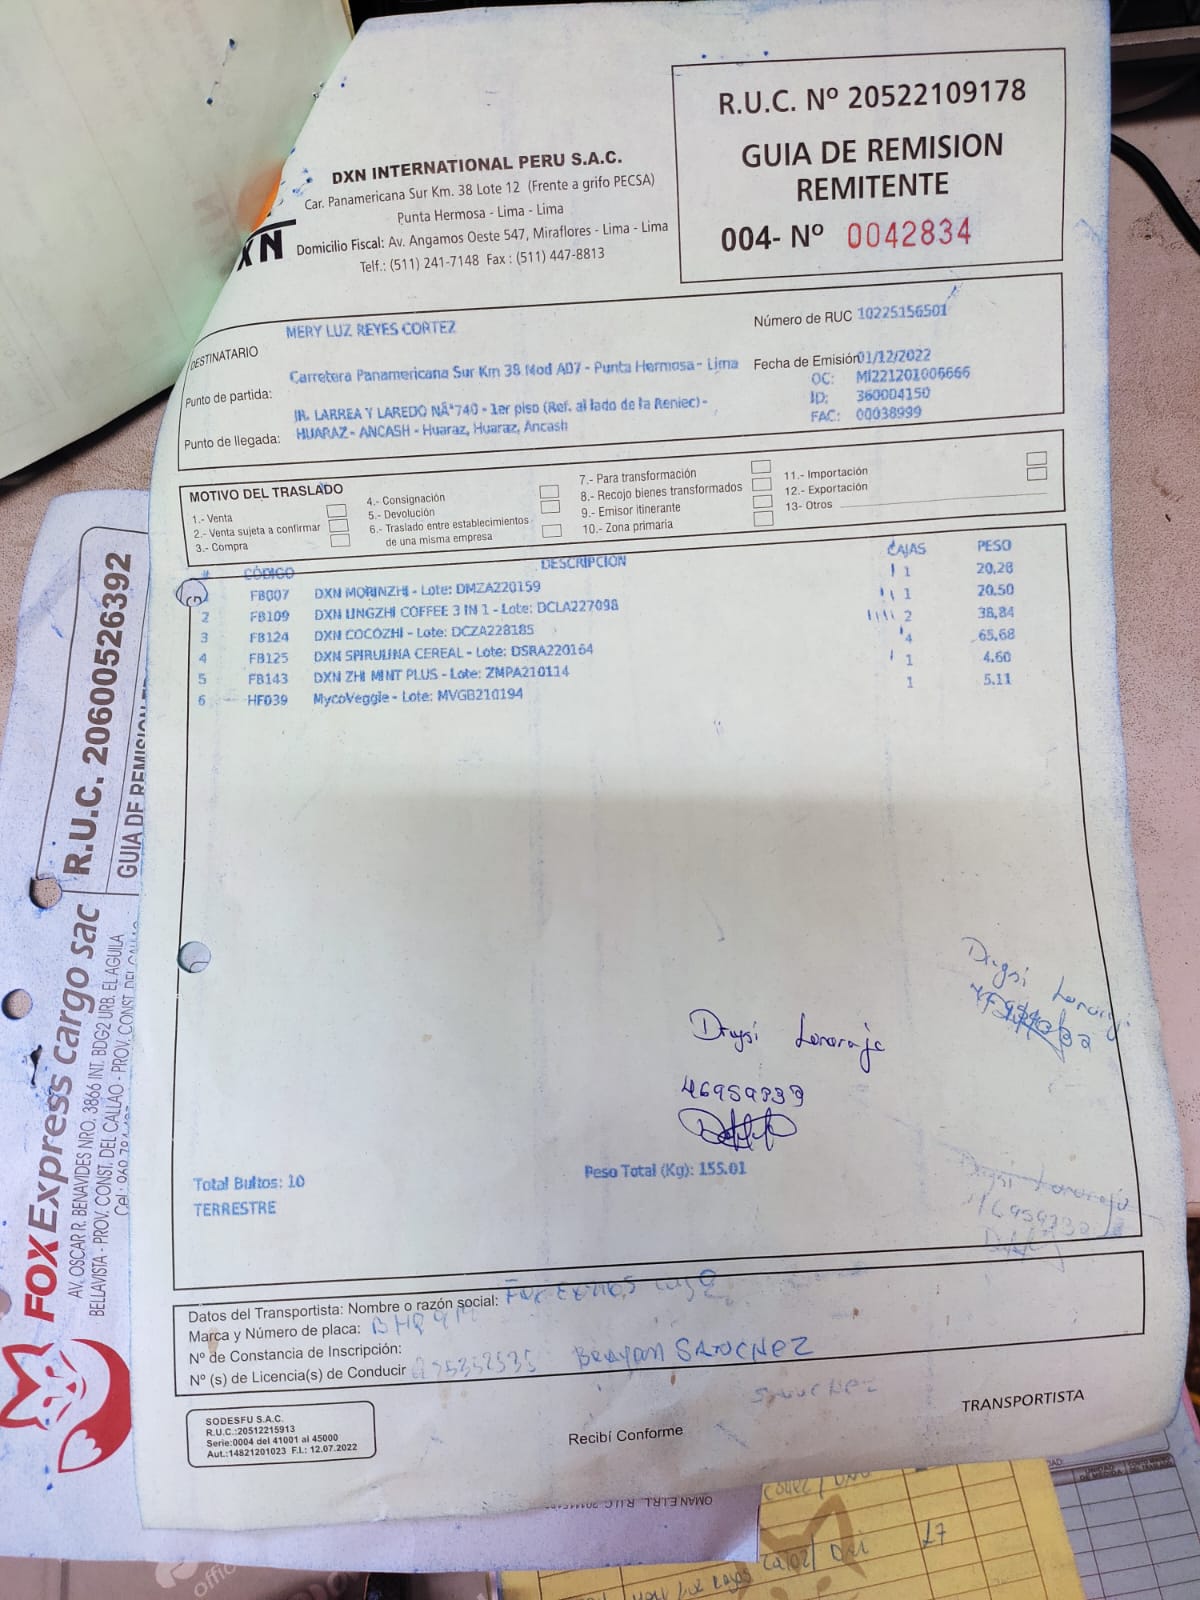 R.U.C. Nº 20522109178
GUIA DE REMISION
REMITENTE
004- Nº 0042834
DXN INTERNATIONAL PERU S.A.C.
Car. Panamericana Sur Km. 38 Lote 12 (Frente a grifo PECSA)
Punta Hermosa - Lima - Lima
Domicilio Fiscal: Av. Angamos Oeste 547, Miraflores - Lima - Lima
Telf.: (511) 241-7148 Fax : (511) 447-8813
XN
DESTINATARIO MERY LUZ REYES CORTEZ
Número de RUC 10225156501
Punto de partida: Carretera Panamericana Sur Km 38 Mod A07 - Punta Hermosa - Lima
Fecha de Emisión 01/12/2022
OC: MI221201006666
ID: 360004150
FAC: 00038999
Punto de llegada: JR. LARREA Y LAREDO NÂº740 - 1er piso (Ref. al lado de la Reniec) -
HUARAZ - ANCASH - Huaraz, Huaraz, Ancash
MOTIVO DEL TRASLADO
1.- Venta
2.- Venta sujeta a confirmar
3.- Compra
4.- Consignación
5.- Devolución
6.- Traslado entre establecimientos
de una misma empresa
7.- Para transformación
8.- Recojo bienes transformados
9.- Emisor itinerante
10.- Zona primaria
11.- Importación
12.- Exportación
13- Otros
# CÓDIGO DESCRIPCION CAJAS PESO
FB007 DXN MORINZHI - Lote: DMZA220159 1 20,28
2 FB109 DXN LINGZHI COFFEE 3 IN 1 - Lote: DCLA227098 1 20,50
3 FB124 DXN COCOZHI - Lote: DCZA228185 2 38,84
4 FB125 DXN SPIRULINA CEREAL - Lote: DSRA220164 4 65,68
5 FB143 DXN ZHI MINT PLUS - Lote: ZMPA210114 1 4.60
6 HF039 MycoVeggie - Lote: MVGB210194 1 5.11
Total Bultos: 10
Peso Total (Kg): 155.01
TERRESTRE
Datos del Transportista: Nombre o razón social:
Marca y Número de placa:
Nº de Constancia de Inscripción:
Nº (s) de Licencia(s) de Conducir
BRAYAN SANCHEZ
SODESFU S.A.C.
R.U.C.:20512215913
Serie:0004 del 41001 al 45000
Aut.:14821201023 F.I.: 12.07.2022
Recibí Conforme
TRANSPORTISTA
R.U.C. 20600526392
GUIA DE REMISION
FOX Express cargo sac
AV. OSCAR R. BENAVIDES NRO. 3866 INT. BDG2 URB. EL AGUILA
BELLAVISTA - PROV. CONST. DEL CALLAO - PROV. CONST. DEL CALLAO